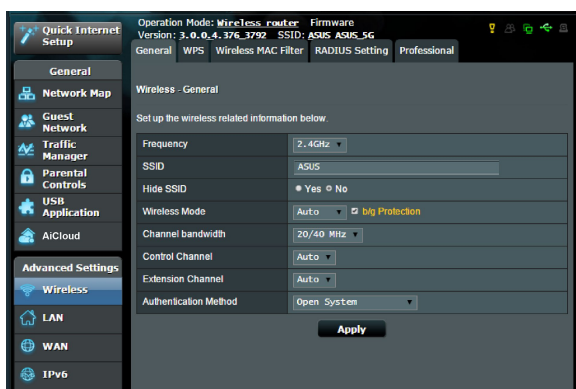 Quick Internet
Setup
Operation Mode: Wireless router Firmware
Version: 3.0.0.4.376_3792 SSID: ASUS ASUS_5G
General WPS Wireless MAC Filter RADIUS Setting Professional
General
Network Map
Guest
Network
Traffic
Manager
Parental
Controls
USB
Application
AiCloud
Advanced Settings
Wireless
LAN
WAN
IPv6
Wireless - General
Set up the wireless related information below.
Frequency 2.4GHz
SSID ASUS
Hide SSID Yes No
Wireless Mode Auto b/g Protection
Channel bandwidth 20/40 MHz
Control Channel Auto
Extension Channel Auto
Authentication Method Open System
Apply